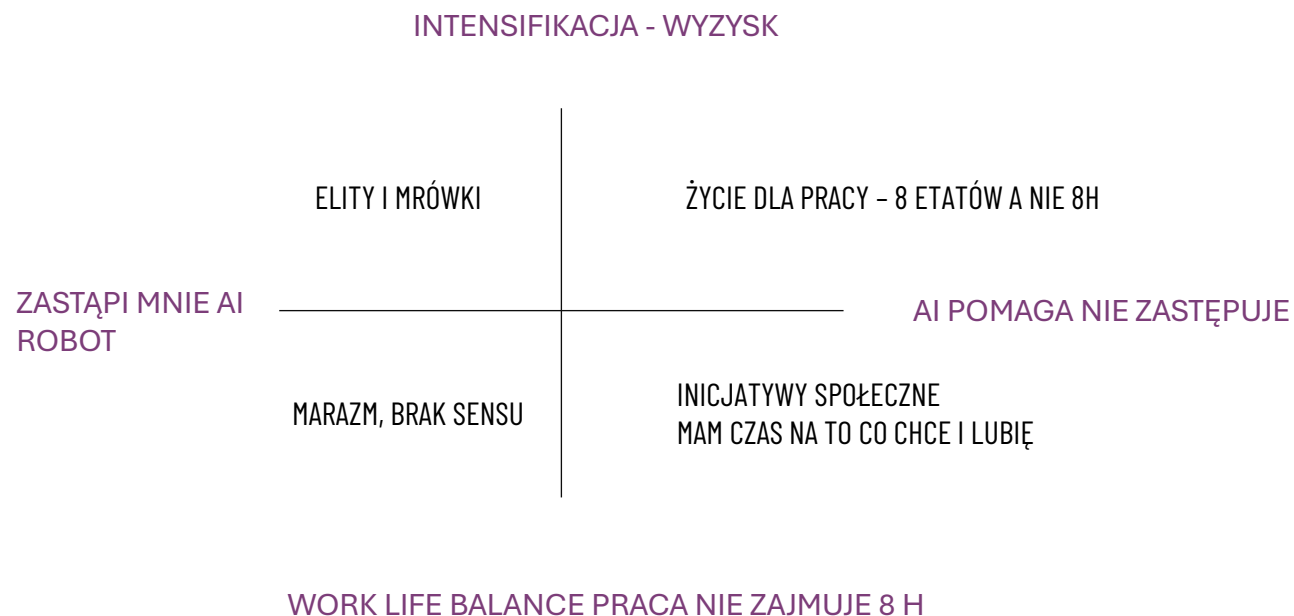 INTENSIFIKACJA - WYZYSK
ELITY I MRÓWKI
ŻYCIE DLA PRACY – 8 ETATÓW A NIE 8H
ZASTĄPI MNIE AI
ROBOT
AI POMAGA NIE ZASTĘPUJE
MARAZM, BRAK SENSU
INICJATYWY SPOŁECZNE
MAM CZAS NA TO CO CHCE I LUBIĘ
WORK LIFE BALANCE PRACA NIE ZAJMUJE 8 H